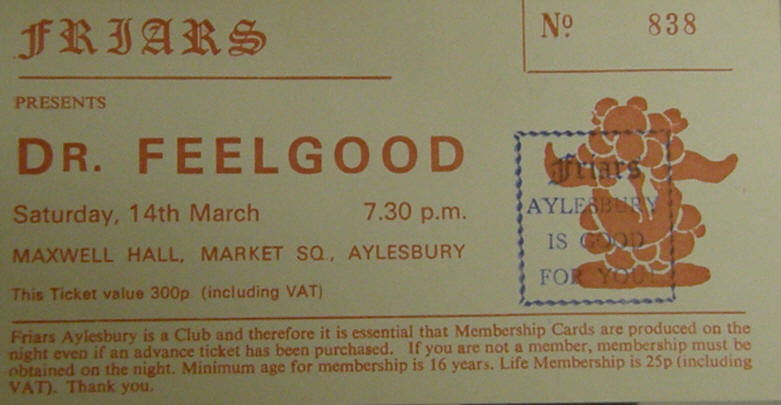 FRIARS
Nº 838
PRESENTS
DR. FEELGOOD
Saturday, 14th March 7.30 p.m.
MAXWELL HALL, MARKET SQ., AYLESBURY
This Ticket value 300p (including VAT)
Friars
AYLESBURY
IS GOOD
FOR YOU!
Friars Aylesbury is a Club and therefore it is essential that Membership Cards are produced on the
night even if an advance ticket has been purchased. If you are not a member, membership must be
obtained on the night. Minimum age for membership is 16 years. Life Membership is 25p (including
VAT). Thank you.